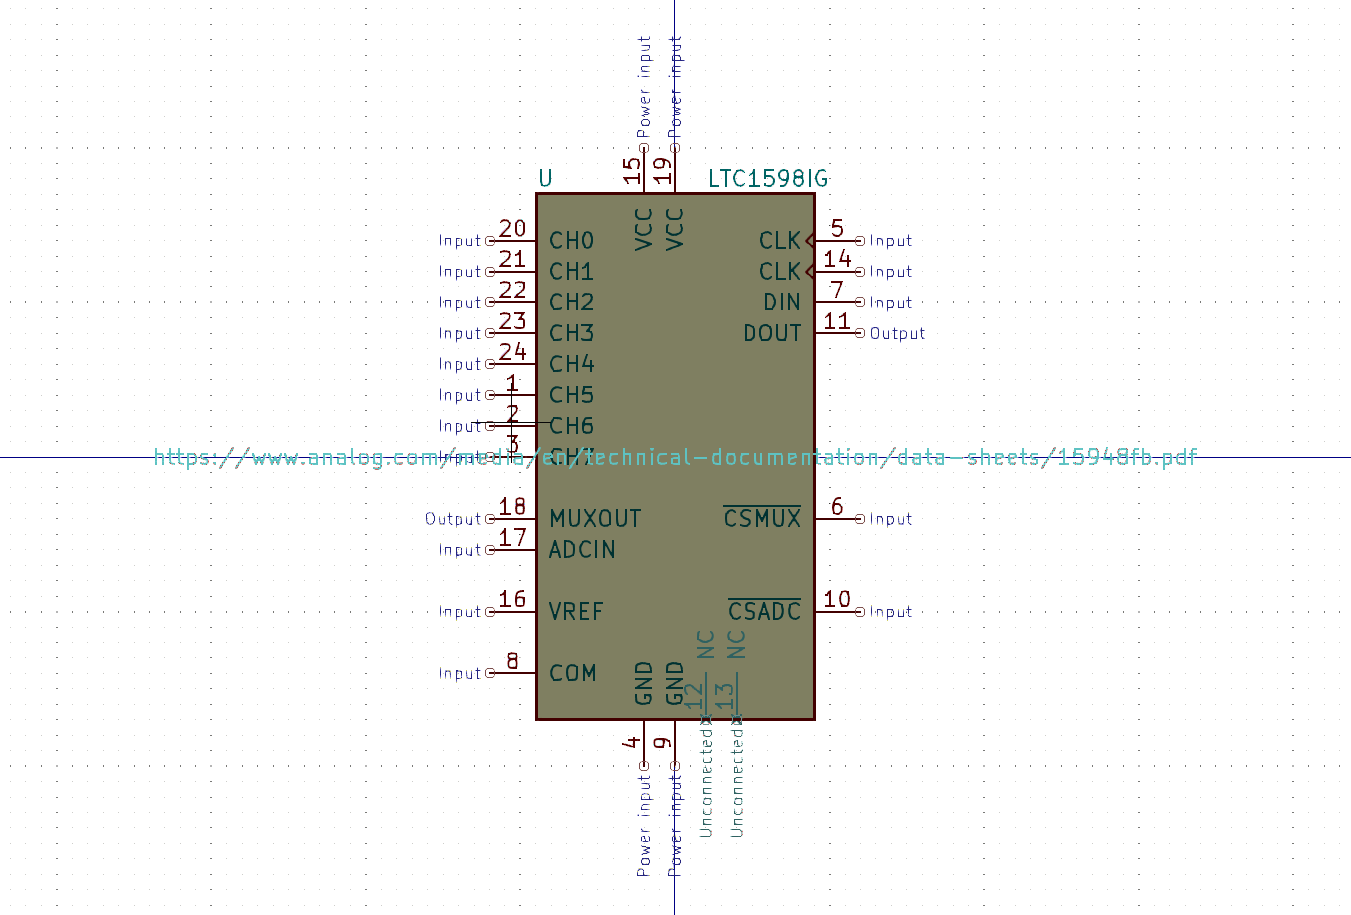 Power input
Power input
15
19
U
LTC1598IG
VCC
VCC
Input 20 CH0
CLK 5 Input
Input 21 CH1
CLK 14 Input
Input 22 CH2
DIN 7 Input
Input 23 CH3
DOUT 11 Output
Input 24 CH4
Input 1 CH5
Input 2 CH6
Input 3 CH7
https://www.analog.com/media/en/technical-documentation/data-sheets/15948fb.pdf
Output 18 MUXOUT
CSMUX 6 Input
Input 17 ADCIN
Input 16 VREF
CSADC 10 Input
Input 8 COM
GND
GND
NC
NC
12
13
4
9
Power input
Power input
Unconnected
Unconnected